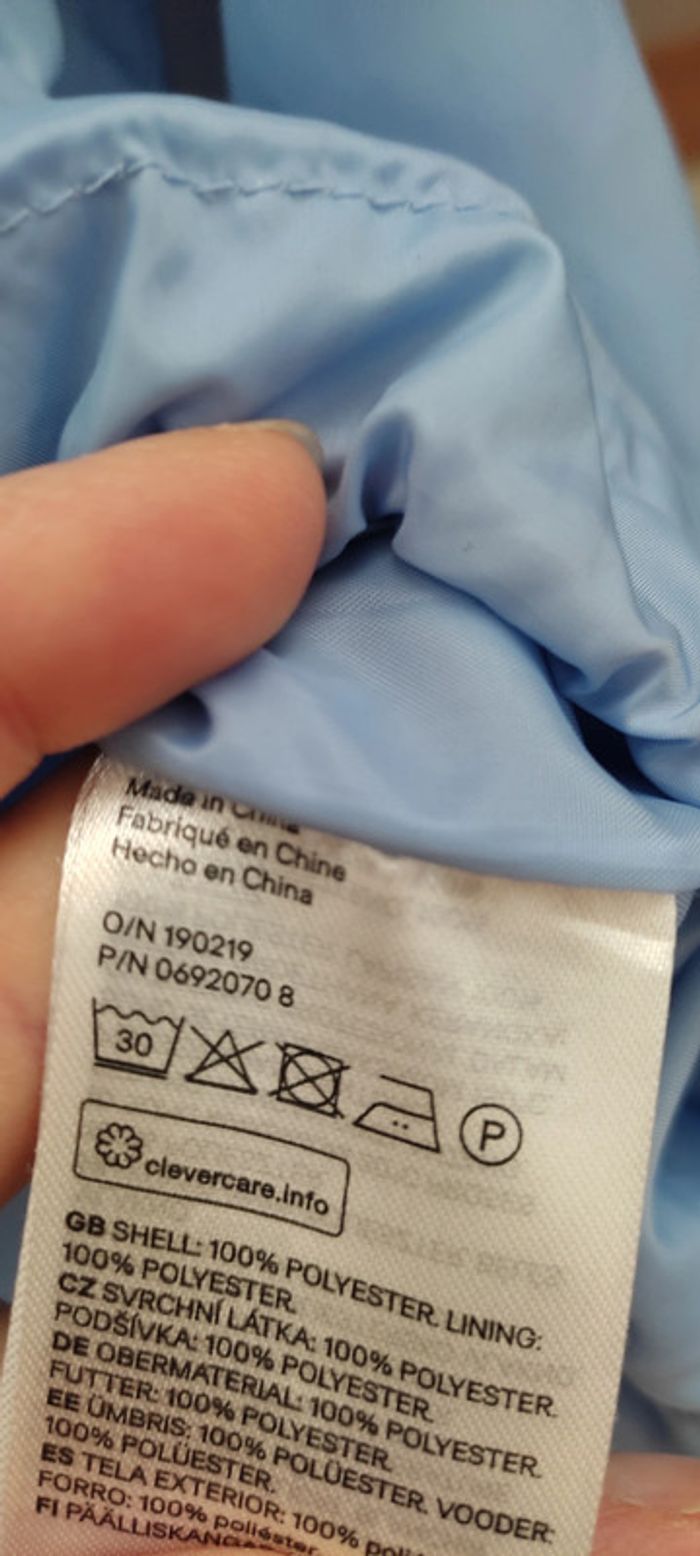 Made in China
Fabriqué en Chine
Hecho en China
O/N 190219
P/N 0692070 8
30
P
clevercare.info
GB SHELL: 100% POLYESTER. LINING:
100% POLYESTER.
CZ SVRCHNÍ LÁTKA: 100% POLYESTER.
PODŠÍVKA: 100% POLYESTER.
DE OBERMATERIAL: 100% POLYESTER.
FUTTER: 100% POLYESTER.
EE ÜMBRIS: 100% POLÜESTER. VOODER:
100% POLÜESTER.
ES TELA EXTERIOR: 100%
FORRO: 100% poliéster.
FI